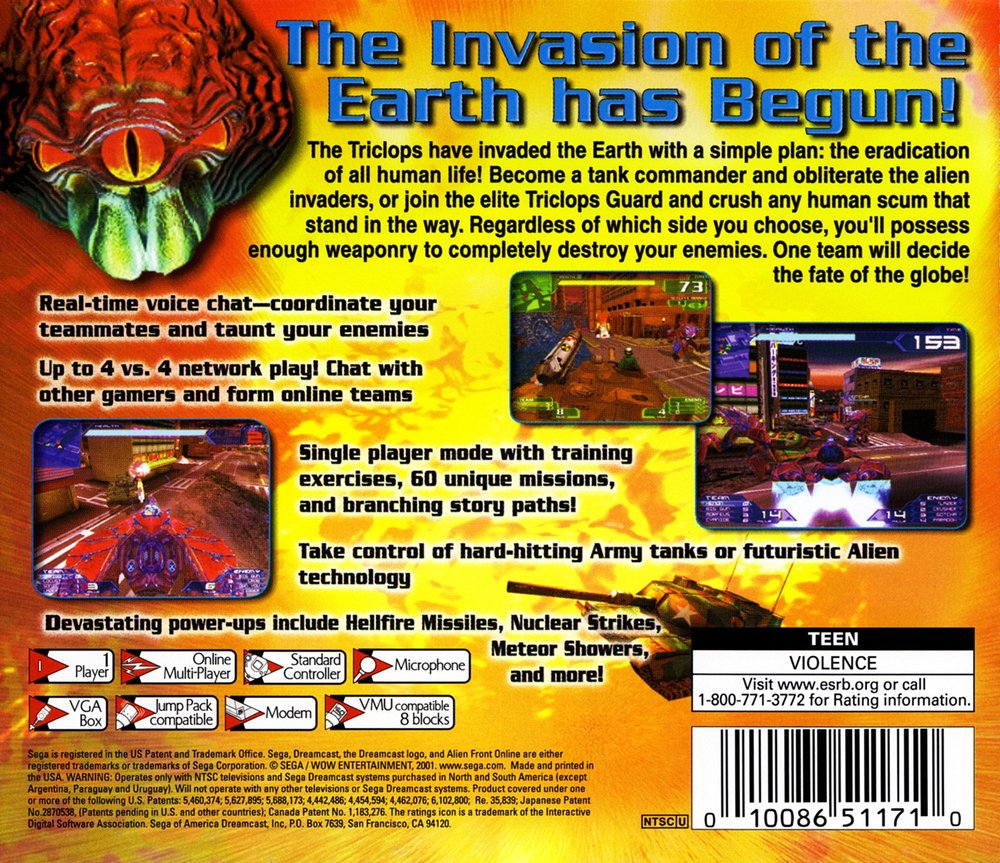 The Invasion of the
Earth has Begun!
The Triclops have invaded the Earth with a simple plan: the eradication
of all human life! Become a tank commander and obliterate the alien
invaders, or join the elite Triclops Guard and crush any human scum that
stand in the way. Regardless of which side you choose, you'll possess
enough weaponry to completely destroy your enemies. One team will decide
the fate of the globe!
Real-time voice chat—coordinate your
teammates and taunt your enemies
Up to 4 vs. 4 network play! Chat with
other gamers and form online teams
73
HEALTH
TIME
153
TEAM
ENEMY
14
14
TEAM
8
4
ENEMY
HEALTH
2
TEAM
3
ENEMY
6
Single player mode with training
exercises, 60 unique missions,
and branching story paths!
Take control of hard-hitting Army tanks or futuristic Alien
technology
Devastating power-ups include Hellfire Missiles, Nuclear Strikes,
Meteor Showers,
and more!
1
Player
Online
Multi-Player
Standard
Controller
Microphone
VGA
Box
Jump Pack
compatible
Modem
VMU compatible
8 blocks
TEEN
VIOLENCE
Visit www.esrb.org or call
1-800-771-3772 for Rating information.
Sega is registered in the US Patent and Trademark Office. Sega, Dreamcast, the Dreamcast logo, and Alien Front Online are either
registered trademarks or trademarks of Sega Corporation. © SEGA / WOW ENTERTAINMENT, 2001. www.sega.com. Made and printed in
the USA. WARNING: Operates only with NTSC televisions and Sega Dreamcast systems purchased in North and South America (except
Argentina, Paraguay and Uruguay). Will not operate with any other televisions or Sega Dreamcast systems. Product covered under one
or more of the following U.S. Patents: 5,460,374; 5,627,895; 5,688,173; 4,442,486; 4,454,594; 4,462,076; 6,102,800; Re. 35,839; Japanese Patent
No.2870538, (Patents pending in U.S. and other countries); Canada Patent No. 1,183,276. The ratings icon is a trademark of the Interactive
Digital Software Association. Sega of America Dreamcast, Inc, P.O. Box 7639, San Francisco, CA 94120.
NTSC U
0 10086 51171 0